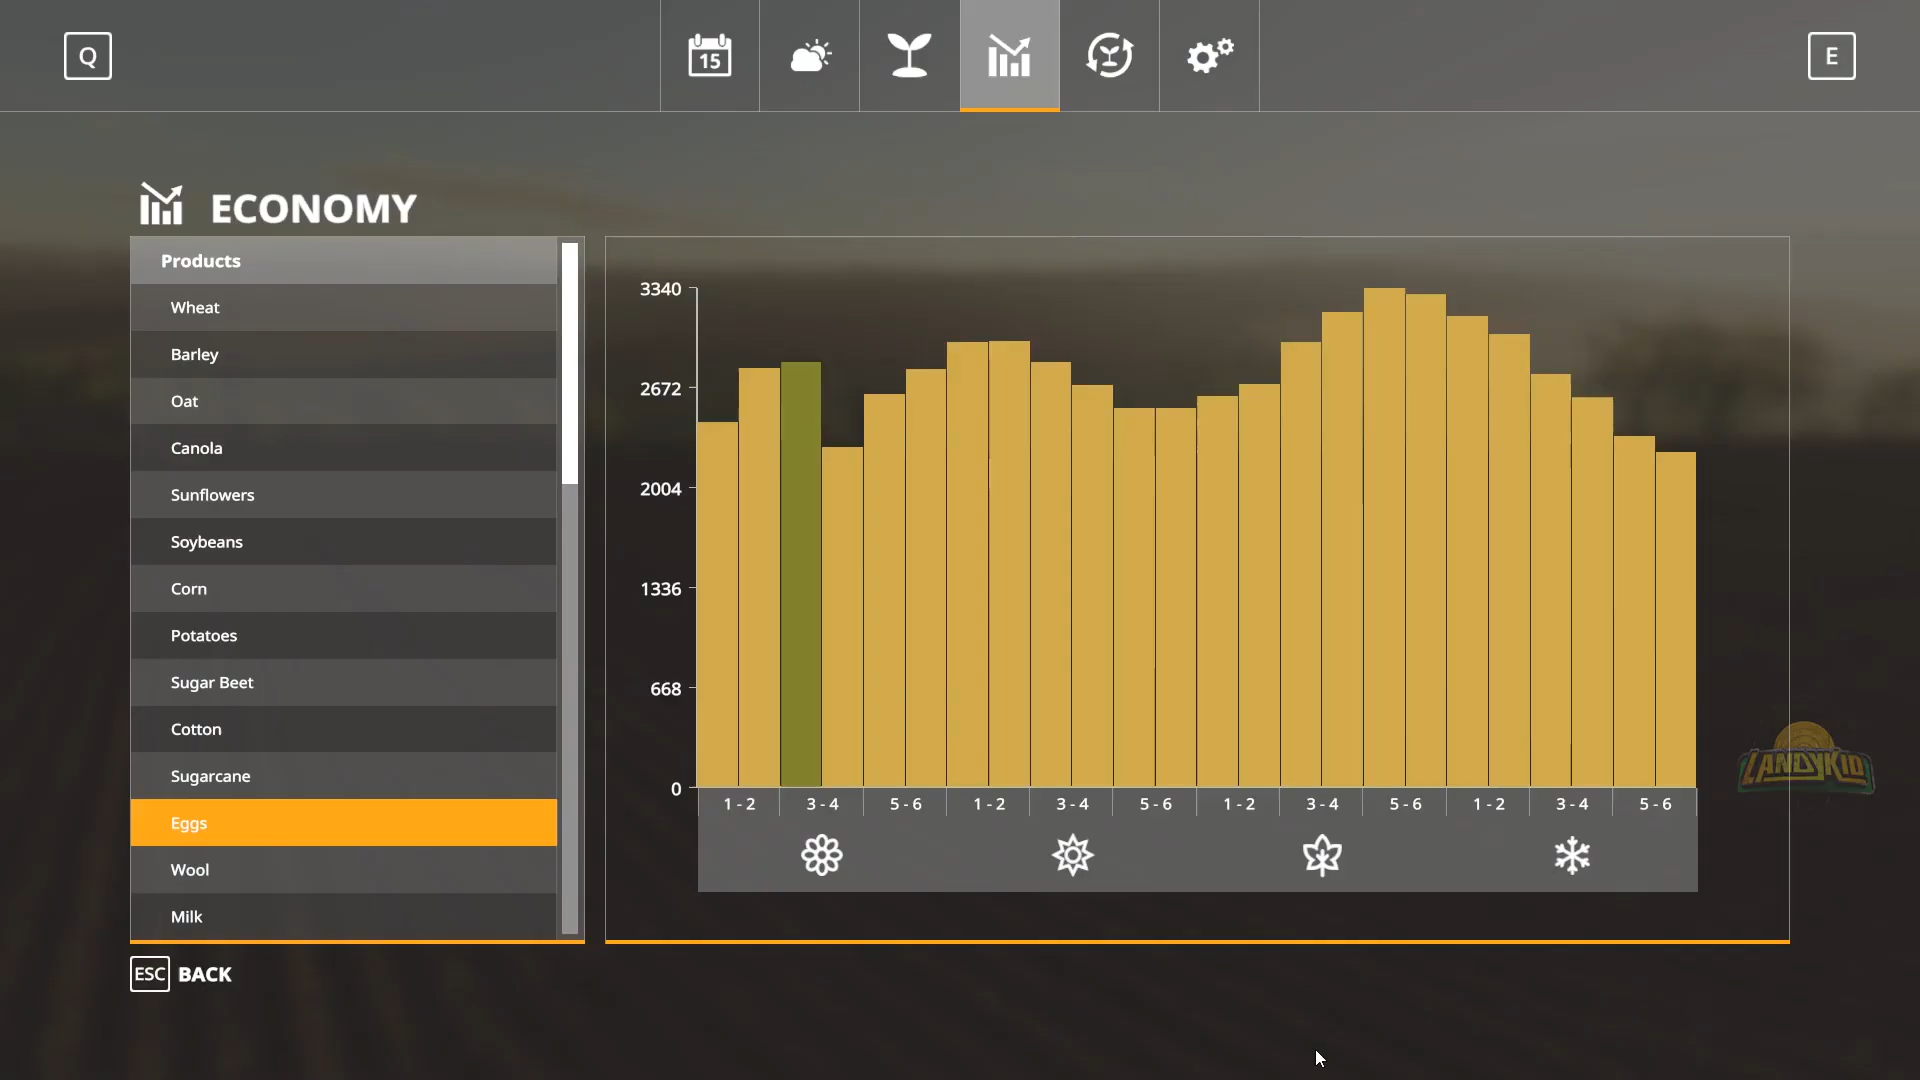 Q
15
E
ECONOMY
Products
Wheat
Barley
Oat
Canola
Sunflowers
Soybeans
Corn
Potatoes
Sugar Beet
Cotton
Sugarcane
Eggs
Wool
Milk
3340
2672
2004
1336
668
0
1 - 2 3 - 4 5 - 6 1 - 2 3 - 4 5 - 6 1 - 2 3 - 4 5 - 6 1 - 2 3 - 4 5 - 6
LANDYKID
ESC BACK